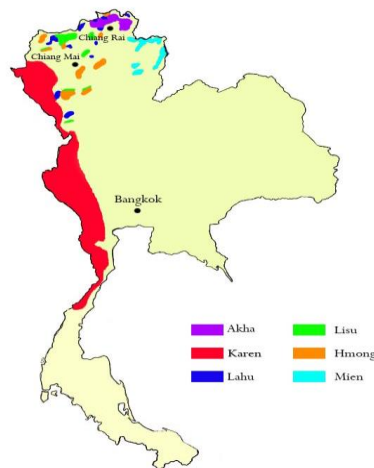 Chiang Rai
Chiang Mai
Bangkok
Akha
Lisu
Karen
Hmong
Lahu
Mien